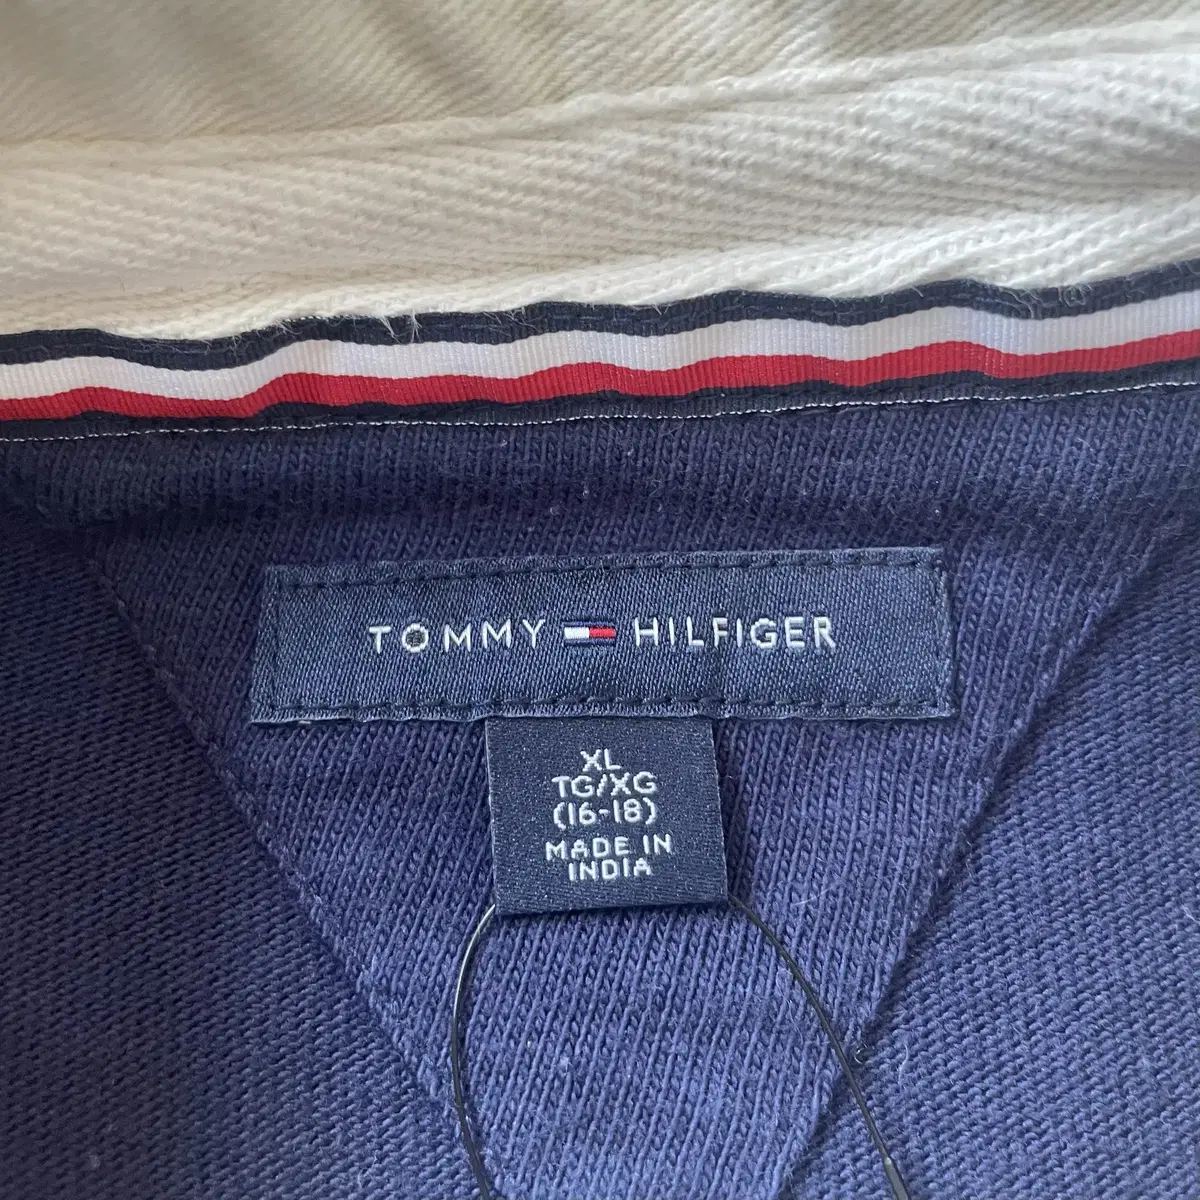 TOMMY HILFIGER
XL
TG/XG
(16-18)
MADE IN
INDIA